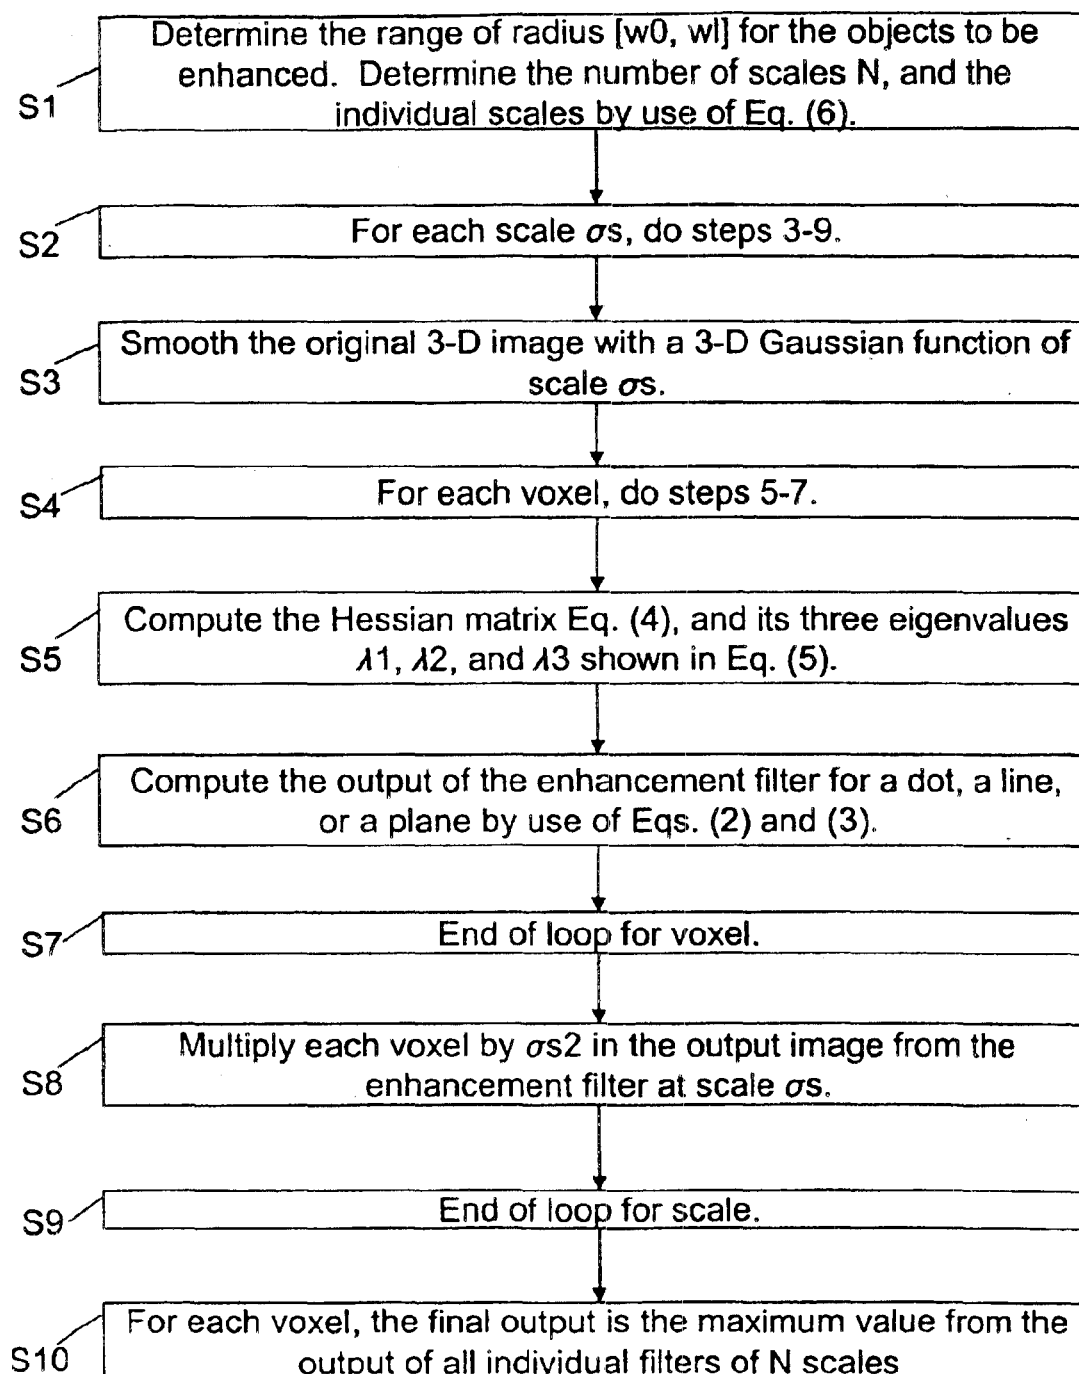 Determine the range of radius [w0, wl] for the objects to be
enhanced. Determine the number of scales N, and the
individual scales by use of Eq. (6).
S1
For each scale σs, do steps 3-9.
S2
Smooth the original 3-D image with a 3-D Gaussian function of
scale σs.
S3
For each voxel, do steps 5-7.
S4
Compute the Hessian matrix Eq. (4), and its three eigenvalues
λ1, λ2, and λ3 shown in Eq. (5).
S5
Compute the output of the enhancement filter for a dot, a line,
or a plane by use of Eqs. (2) and (3).
S6
End of loop for voxel.
S7
Multiply each voxel by σs2 in the output image from the
enhancement filter at scale σs.
S8
End of loop for scale.
S9
For each voxel, the final output is the maximum value from the
output of all individual filters of N scales
S10